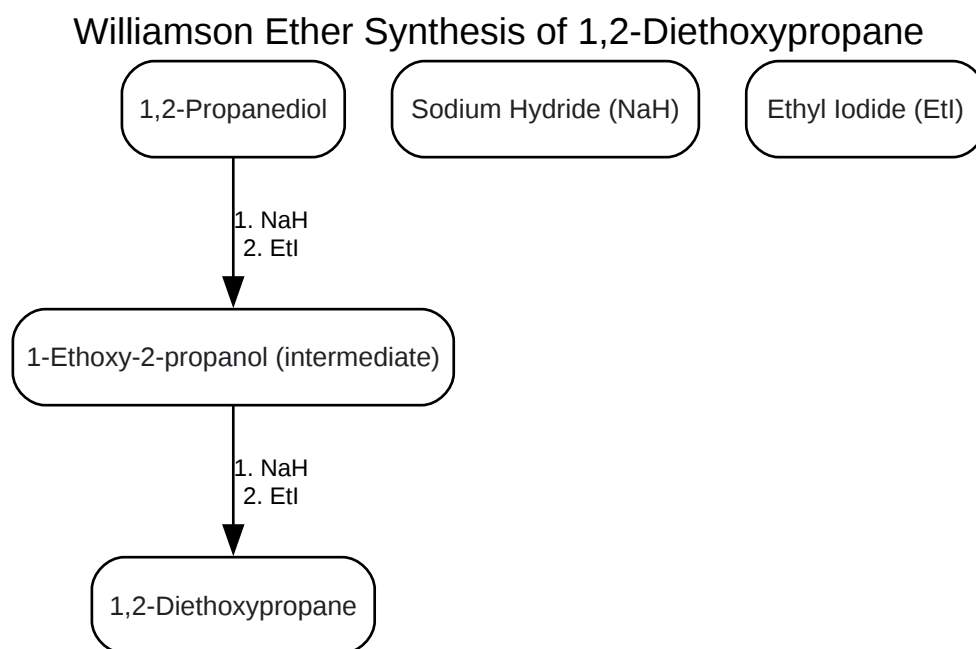 Williamson Ether Synthesis of 1,2-Diethoxypropane
1,2-Propanediol
Sodium Hydride (NaH)
Ethyl Iodide (EtI)
1. NaH
2. EtI
1-Ethoxy-2-propanol (intermediate)
1. NaH
2. EtI
1,2-Diethoxypropane